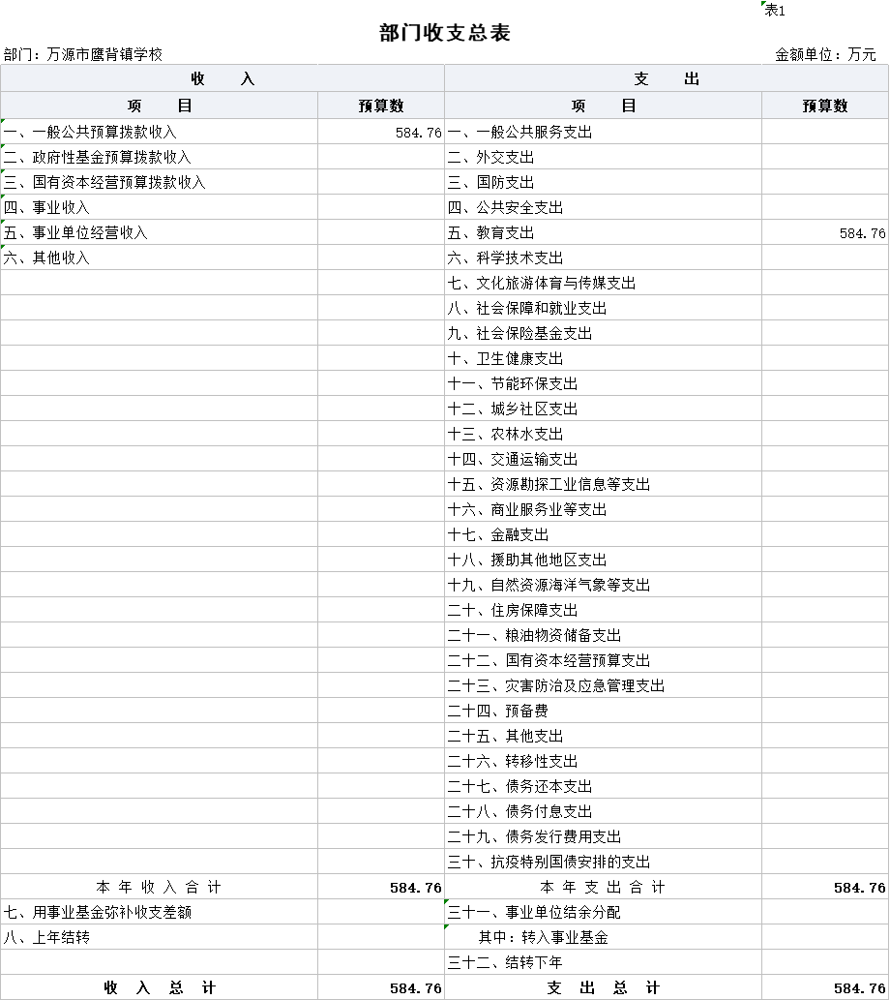 表1
部门收支总表
部门：万源市鹰背镇学校 金额单位：万元
收 入 支 出
项 目 预算数 项 目 预算数
一、一般公共预算拨款收入 584.76 一、一般公共服务支出
二、政府性基金预算拨款收入 二、外交支出
三、国有资本经营预算拨款收入 三、国防支出
四、事业收入 四、公共安全支出
五、事业单位经营收入 五、教育支出 584.76
六、其他收入 六、科学技术支出
七、文化旅游体育与传媒支出
八、社会保障和就业支出
九、社会保险基金支出
十、卫生健康支出
十一、节能环保支出
十二、城乡社区支出
十三、农林水支出
十四、交通运输支出
十五、资源勘探工业信息等支出
十六、商业服务业等支出
十七、金融支出
十八、援助其他地区支出
十九、自然资源海洋气象等支出
二十、住房保障支出
二十一、粮油物资储备支出
二十二、国有资本经营预算支出
二十三、灾害防治及应急管理支出
二十四、预备费
二十五、其他支出
二十六、转移性支出
二十七、债务还本支出
二十八、债务付息支出
二十九、债务发行费用支出
三十、抗疫特别国债安排的支出
本 年 收 入 合 计 584.76 本 年 支 出 合 计 584.76
七、用事业基金弥补收支差额 三十一、事业单位结余分配
八、上年结转 其中：转入事业基金
三十二、结转下年
收 入 总 计 584.76 支 出 总 计 584.76